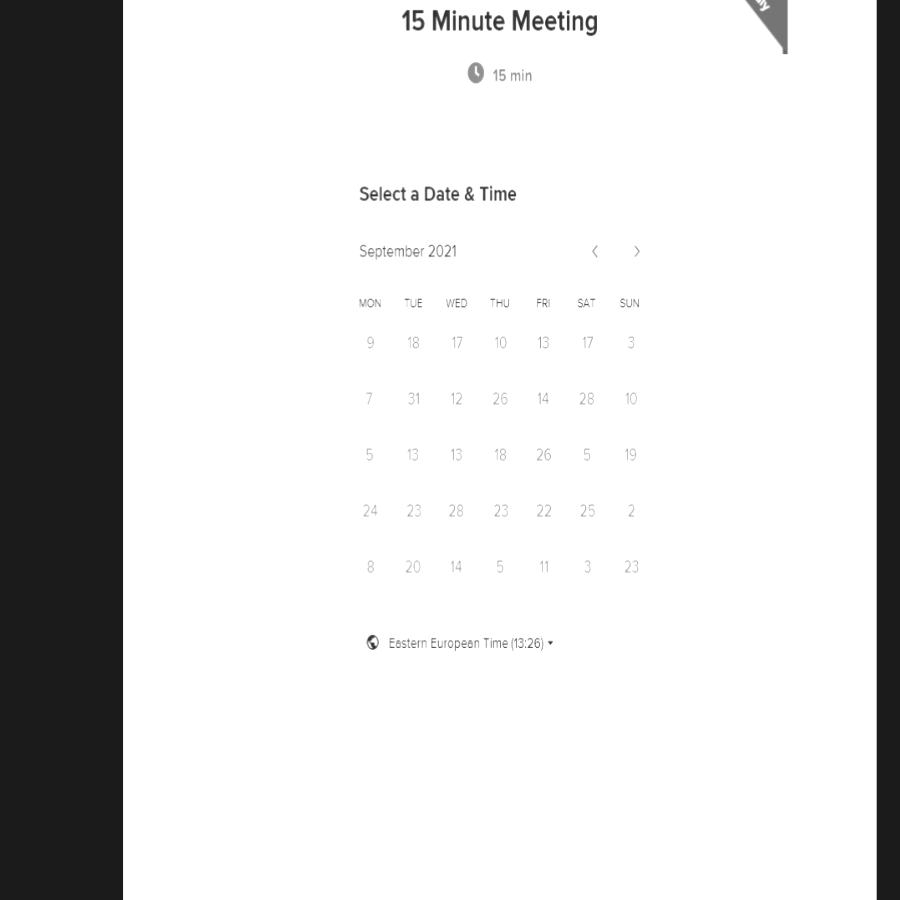 15 Minute Meeting
15 min
Select a Date & Time
September 2021
MON TUE WED THU FRI SAT SUN
9 18 17 10 13 17 3
7 31 12 26 14 28 10
5 13 13 18 26 5 19
24 23 28 23 22 25 2
8 20 14 5 11 3 23
Eastern European Time (13:26)